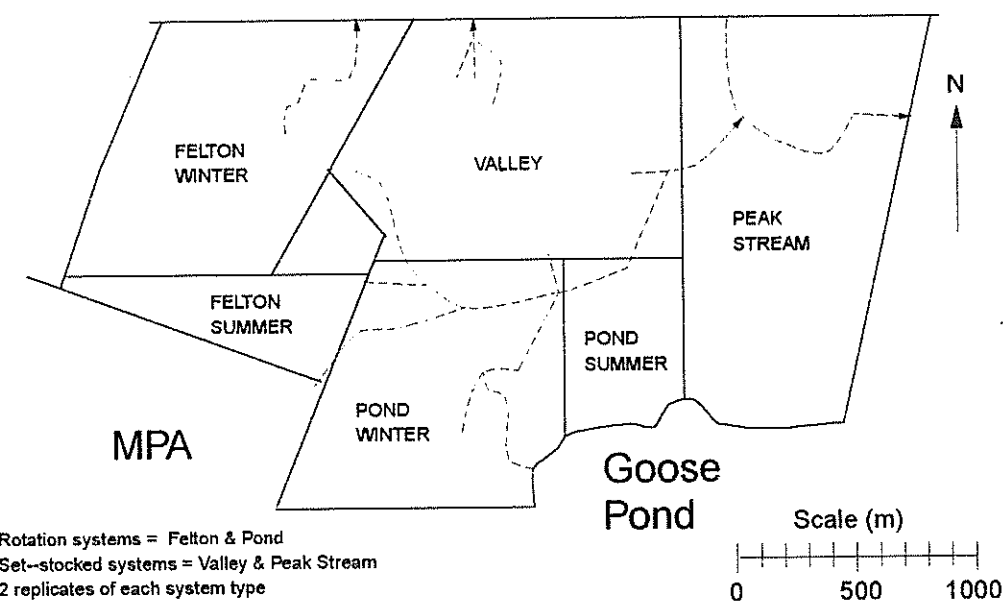 N
FELTON
WINTER
VALLEY
PEAK
STREAM
FELTON
SUMMER
POND
SUMMER
POND
WINTER
MPA
Goose
Pond
Rotation systems = Felton & Pond
Set--stocked systems = Valley & Peak Stream
2 replicates of each system type
Scale (m)
0 500 1000